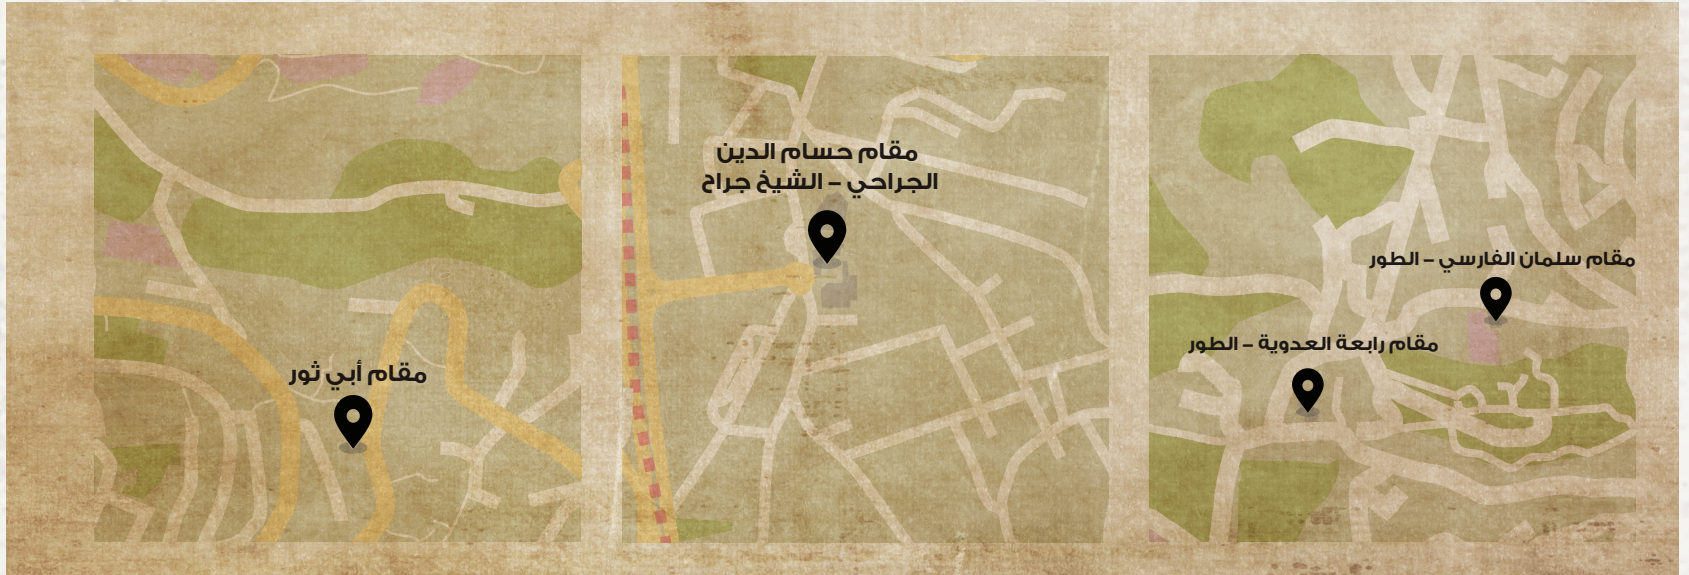 مقام سلمان الفارسي – الطور
مقام رابعة العدوية – الطور
مقام حسام الدين
الجراحي – الشيخ جراح
مقام أبي ثور